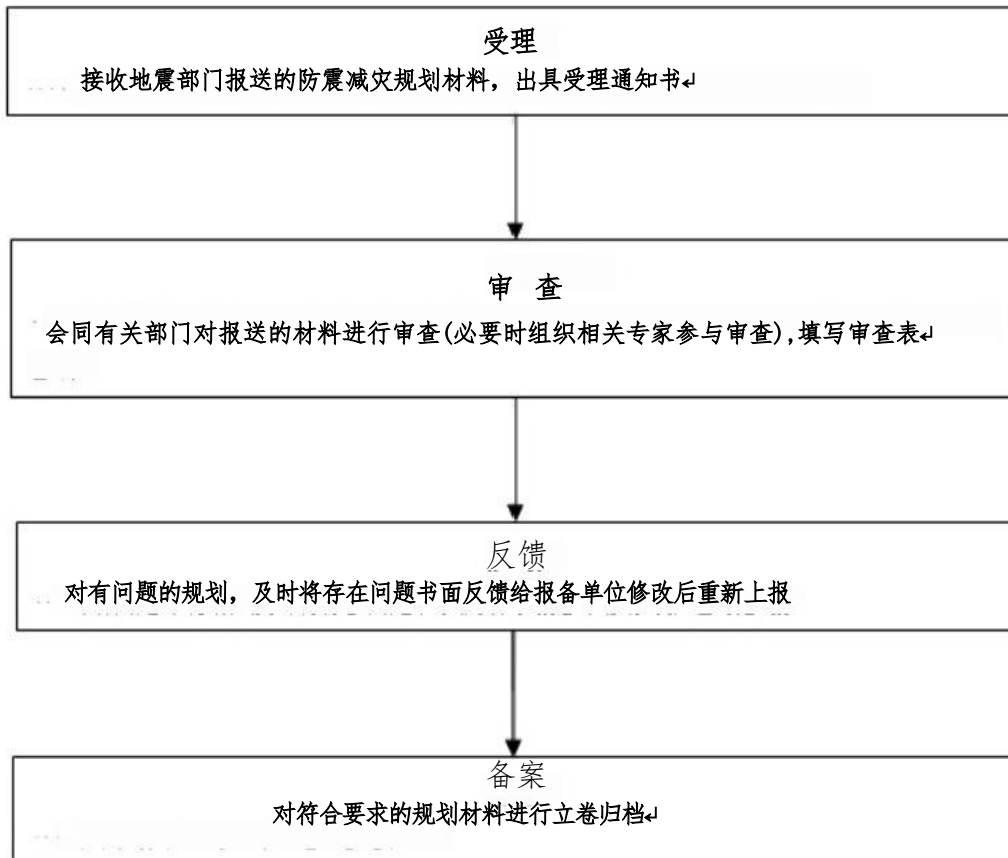 受理
接收地震部门报送的防震减灾规划材料，出具受理通知书↲
审 查
会同有关部门对报送的材料进行审查(必要时组织相关专家参与审查),填写审查表↲
反馈
对有问题的规划，及时将存在问题书面反馈给报备单位修改后重新上报
备案
对符合要求的规划材料进行立卷归档↲